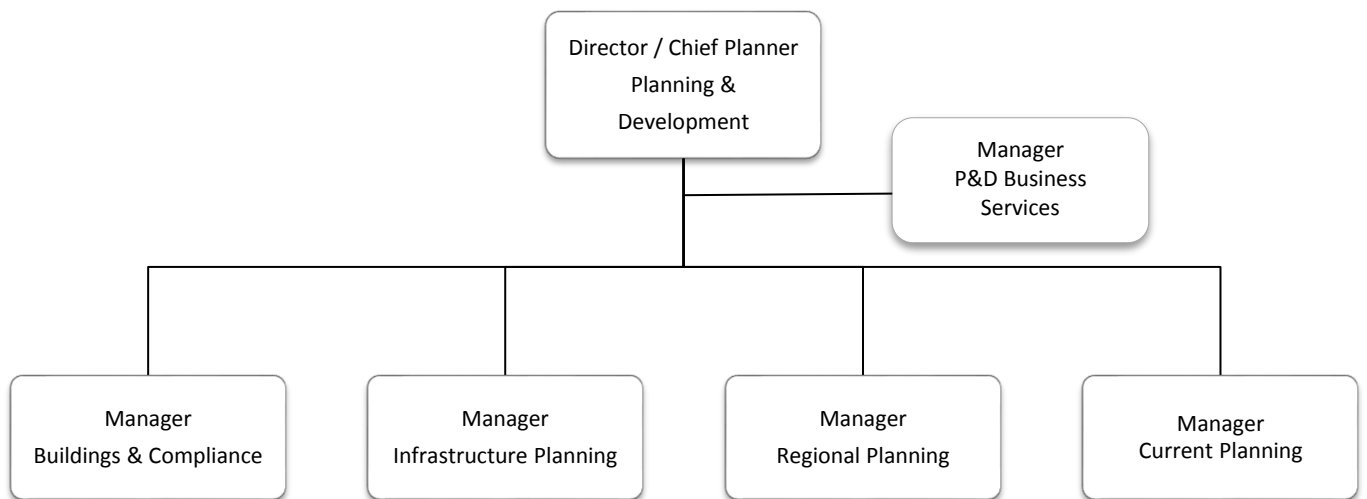 Director / Chief Planner
Planning &
Development
Manager
P&D Business
Services
Manager
Buildings & Compliance
Manager
Infrastructure Planning
Manager
Regional Planning
Manager
Current Planning